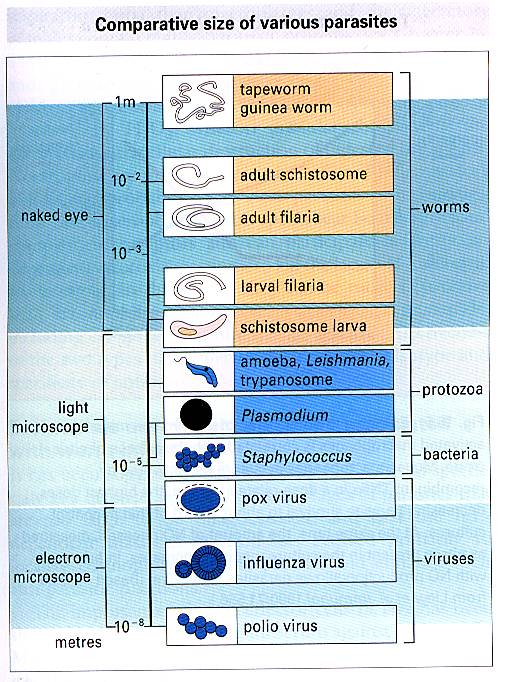 Comparative size of various parasites
1m
tapeworm
guinea worm
10⁻²
adult schistosome
naked eye
adult filaria
worms
10⁻³
larval filaria
schistosome larva
amoeba, Leishmania,
trypanosome
protozoa
light
microscope
Plasmodium
10⁻⁵
Staphylococcus
bacteria
pox virus
electron
microscope
influenza virus
viruses
10⁻⁸
polio virus
metres